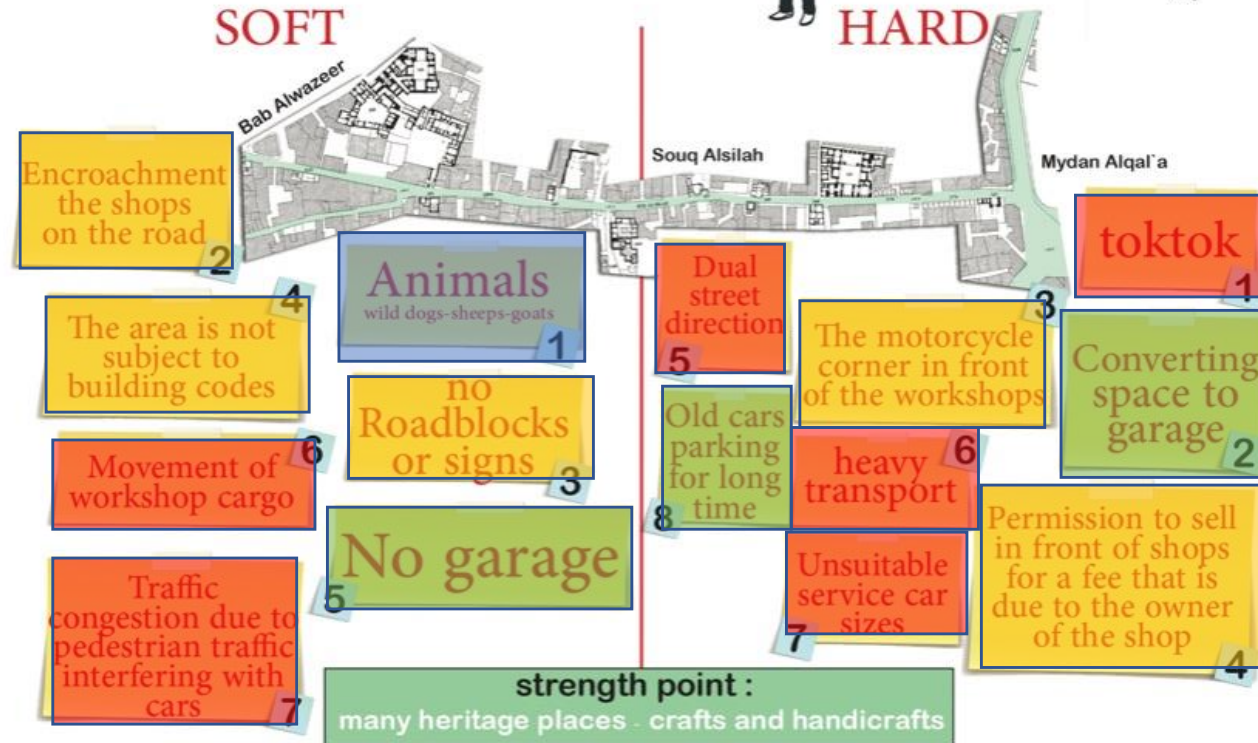 SOFT
HARD
Bab Alwazeer
Souq Alsilah
Mydan Alqal`a
Encroachment
the shops
on the road
2
Animals
wild dogs-sheeps-goats
1
4
The area is not
subject to
building codes
no
Roadblocks
or signs
3
6
Movement of
workshop cargo
No garage
5
Traffic
congestion due to
pedestrian traffic
interfering with
cars
7
Dual
street
direction
5
toktok
1
3
The motorcycle
corner in front
of the workshops
Converting
space to
garage
2
Old cars
parking
for long
time
8
6
heavy
transport
Unsuitable
service car
sizes
7
Permission to sell
in front of shops
for a fee that is
due to the owner
of the shop
4
strength point :
many heritage places - crafts and handicrafts